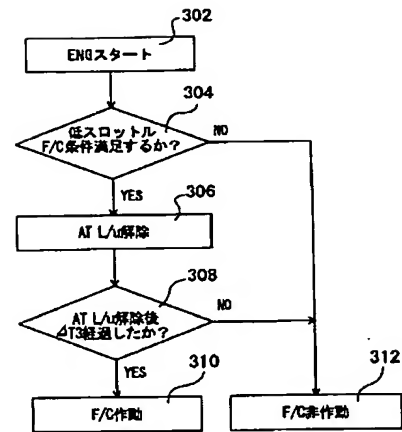 302
ENGスタート
304
低スロットル
F/C条件満足するか？
NO
YES
306
AT L/u解除
308
AT L/u解除後
⊿T3経過したか？
NO
YES
310
F/C作動
312
F/C非作動